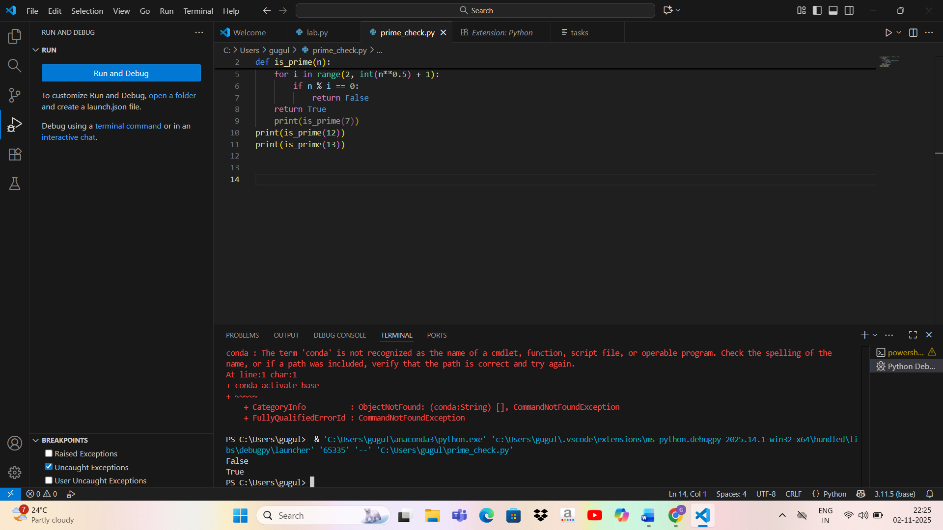 File Edit Selection View Go Run Terminal Help
Search
RUN AND DEBUG
RUN
Run and Debug
To customize Run and Debug, open a folder
and create a launch.json file.
Debug using a terminal command or in an
interactive chat.
BREAKPOINTS
Raised Exceptions
Uncaught Exceptions
User Uncaught Exceptions
Welcome lab.py prime_check.py Extension: Python tasks
C: > Users > gugul > prime_check.py > ...
2 def is_prime(n):
5 for i in range(2, int(n**0.5) + 1):
6 if n % i == 0:
7 return False
8 return True
9 print(is_prime(7))
10 print(is_prime(12))
11 print(is_prime(13))
12
13
14
PROBLEMS OUTPUT DEBUG CONSOLE TERMINAL PORTS
conda : The term 'conda' is not recognized as the name of a cmdlet, function, script file, or operable program. Check the spelling of the
name, or if a path was included, verify that the path is correct and try again.
At line:1 char:1
+ conda activate base
+ ~~~~~
+ CategoryInfo : ObjectNotFound: (conda:String) [], CommandNotFoundException
+ FullyQualifiedErrorId : CommandNotFoundException
PS C:\Users\gugul> & 'C:\Users\gugul\anaconda3\python.exe' 'c:\Users\gugul\.vscode\extensions\ms-python.debugpy-2025.14.1-win32-x64\bundled\li
bs\debugpy\launcher' '65335' '--' 'C:\Users\gugul\prime_check.py'
False
True
PS C:\Users\gugul>
powersh...
Python Deb...
0 0
Ln 14, Col 1 Spaces: 4 UTF-8 CRLF {} Python 3.11.5 (base)
7
24°C
Partly cloudy
Search
ENG
IN
22:25
02-11-2025